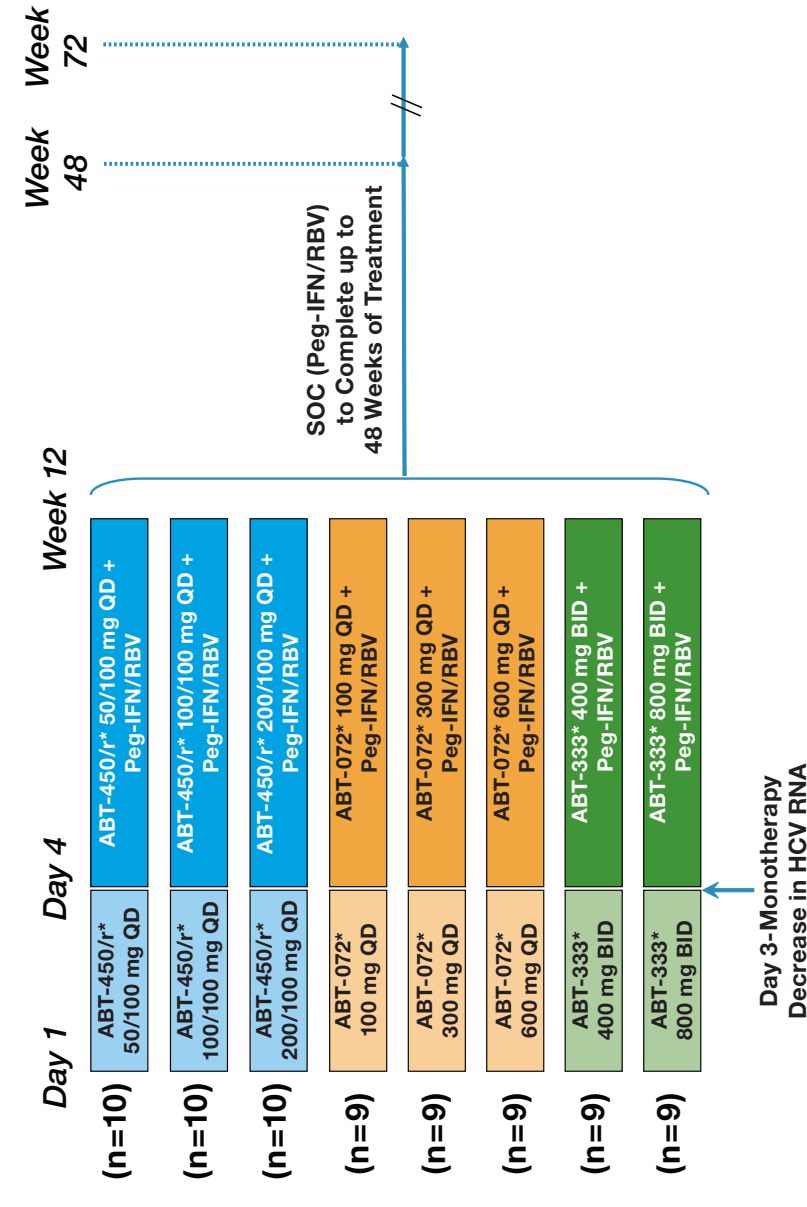 Day 1
Day 4
Week 12
Week
48
Week
72
(n=10)
ABT-450/r*
50/100 mg QD
ABT-450/r* 50/100 mg QD +
Peg-IFN/RBV
(n=10)
ABT-450/r*
100/100 mg QD
ABT-450/r* 100/100 mg QD +
Peg-IFN/RBV
(n=10)
ABT-450/r*
200/100 mg QD
ABT-450/r* 200/100 mg QD +
Peg-IFN/RBV
(n=9)
ABT-072*
100 mg QD
ABT-072* 100 mg QD +
Peg-IFN/RBV
(n=9)
ABT-072*
300 mg QD
ABT-072* 300 mg QD +
Peg-IFN/RBV
(n=9)
ABT-072*
600 mg QD
ABT-072* 600 mg QD +
Peg-IFN/RBV
(n=9)
ABT-333*
400 mg BID
ABT-333* 400 mg BID +
Peg-IFN/RBV
(n=9)
ABT-333*
800 mg BID
ABT-333* 800 mg BID +
Peg-IFN/RBV
SOC (Peg-IFN/RBV)
to Complete up to
48 Weeks of Treatment
Day 3-Monotherapy
Decrease in HCV RNA